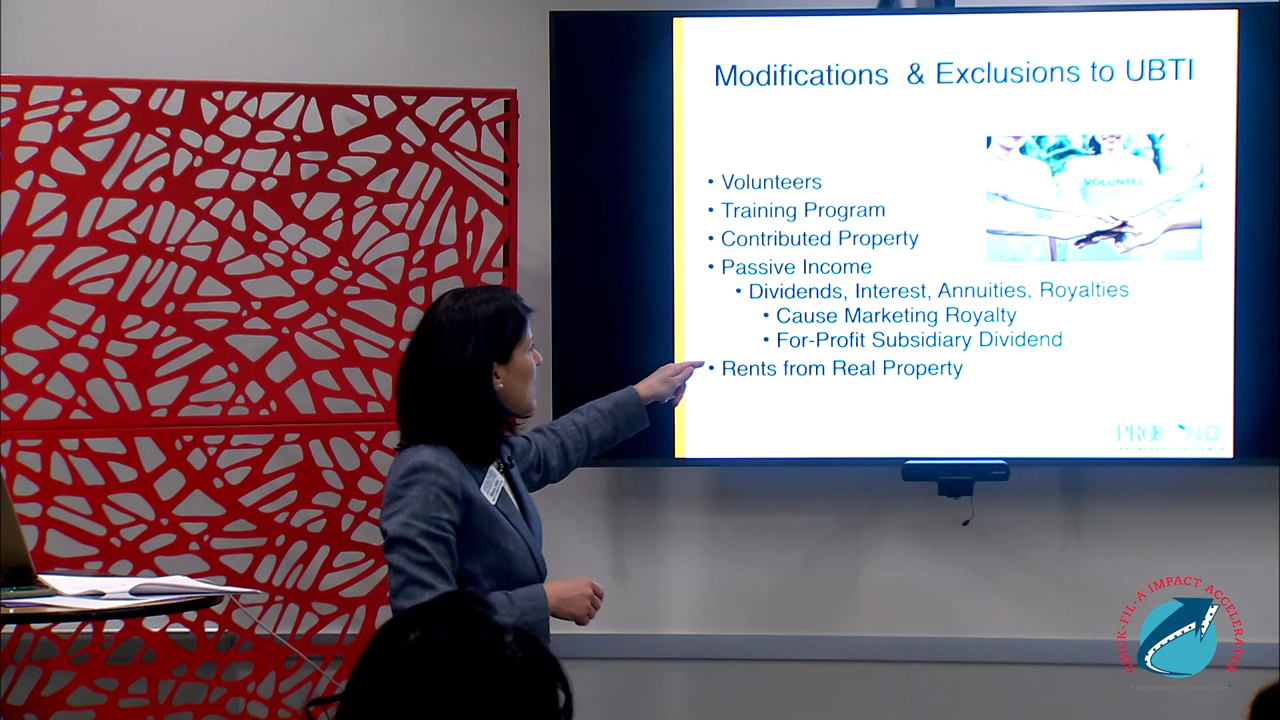 Modifications & Exclusions to UBTI
• Volunteers
• Training Program
• Contributed Property
• Passive Income
• Dividends, Interest, Annuities, Royalties
• Cause Marketing Royalty
• For-Profit Subsidiary Dividend
• Rents from Real Property
VOLUNTEE
CHICK-FIL-A IMPACT ACCELERATOR